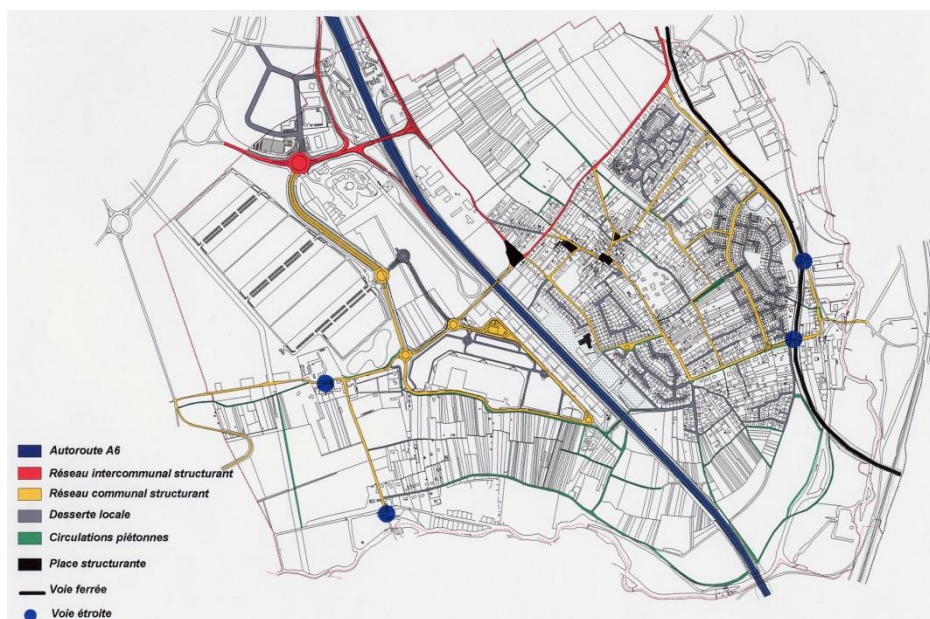 Autoroute A6
Réseau intercommunal structurant
Réseau communal structurant
Desserte locale
Circulations piétonnes
Place structurante
Voie ferrée
Voie étroite